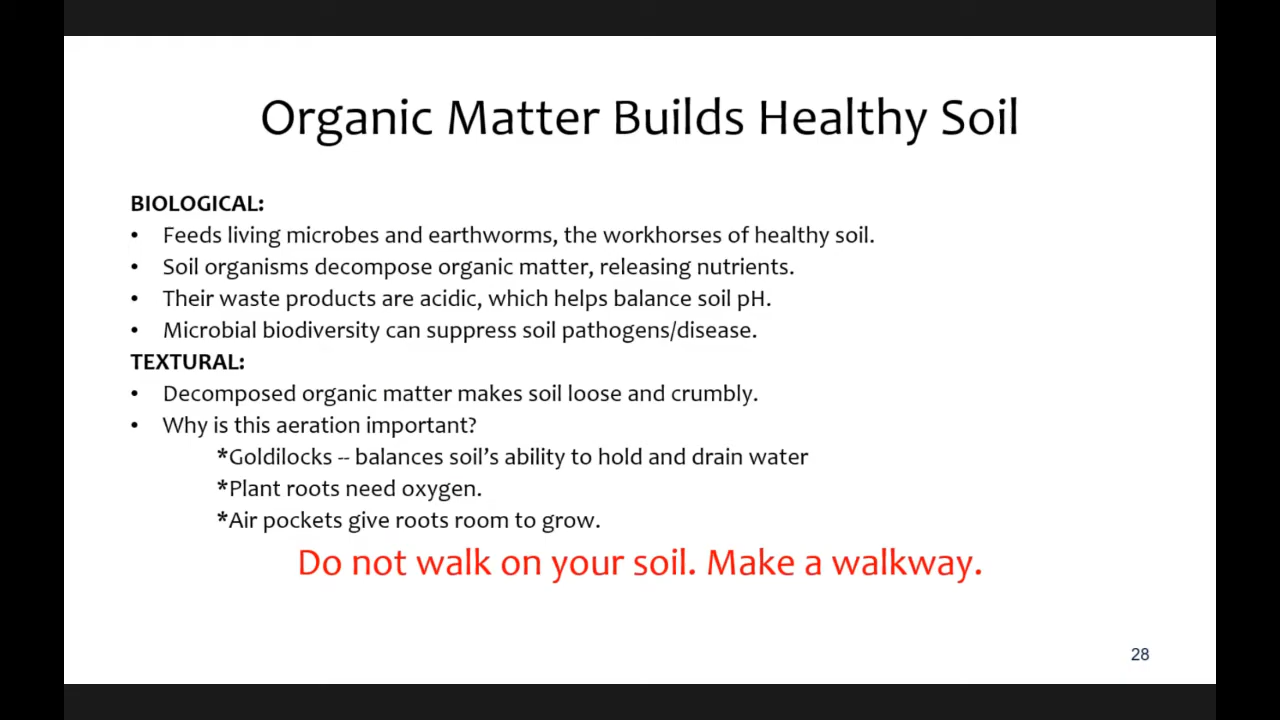 Organic Matter Builds Healthy Soil
BIOLOGICAL:
• Feeds living microbes and earthworms, the workhorses of healthy soil.
• Soil organisms decompose organic matter, releasing nutrients.
• Their waste products are acidic, which helps balance soil pH.
• Microbial biodiversity can suppress soil pathogens/disease.
TEXTURAL:
• Decomposed organic matter makes soil loose and crumbly.
• Why is this aeration important?
*Goldilocks -- balances soil’s ability to hold and drain water
*Plant roots need oxygen.
*Air pockets give roots room to grow.
Do not walk on your soil. Make a walkway.
28